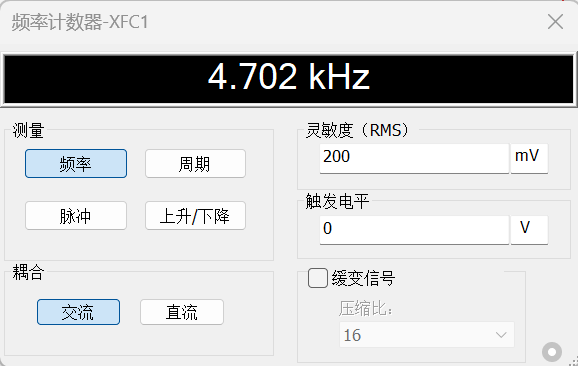 频率计数器-XFC1
4.702 kHz
测量
频率 周期
脉冲 上升/下降
耦合
交流 直流
灵敏度（RMS）
200 mV
触发电平
0 V
缓变信号
压缩比：
16